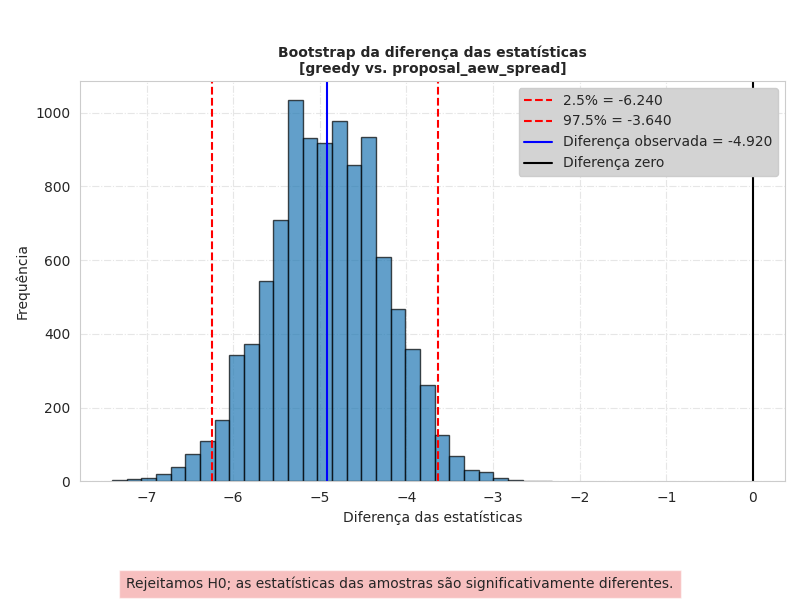 Bootstrap da diferença das estatísticas
[greedy vs. proposal_aew_spread]
2.5% = -6.240
97.5% = -3.640
Diferença observada = -4.920
Diferença zero
Frequência
1000
800
600
400
200
0
−7
−6
−5
−4
−3
−2
−1
0
Diferença das estatísticas
Rejeitamos H0; as estatísticas das amostras são significativamente diferentes.